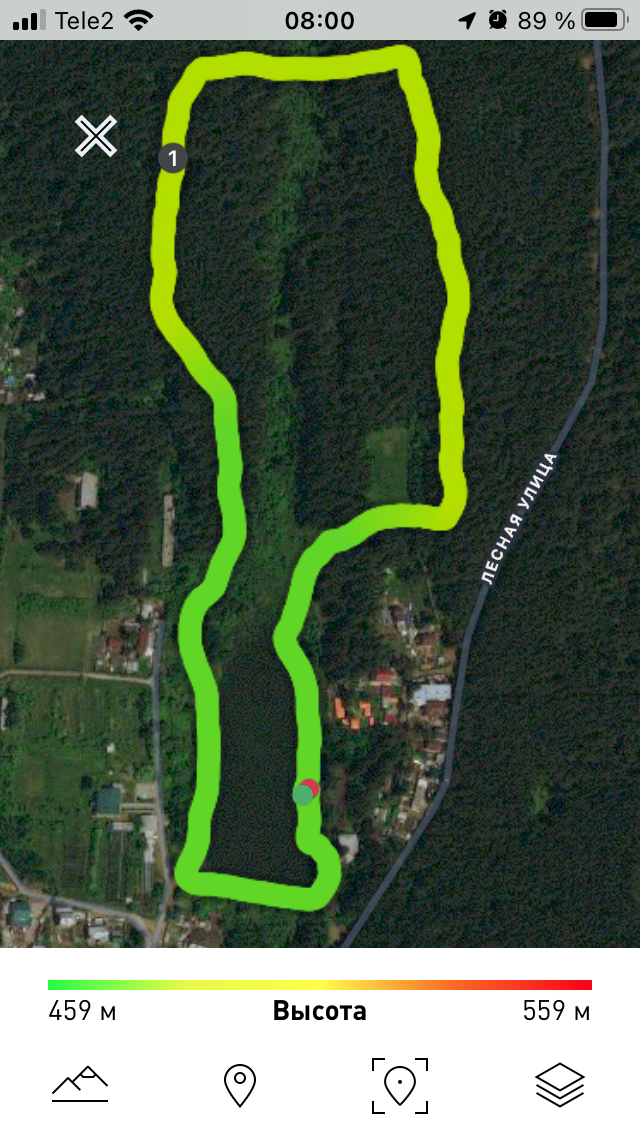 Tele2 08:00 89 %
1
ЛЕСНАЯ УЛИЦА
459 м Высота 559 м